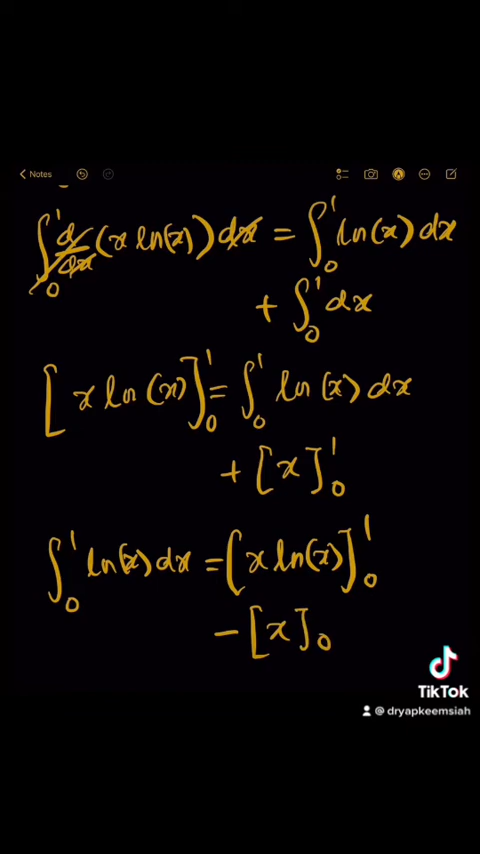 Notes
∫₀¹ d/dx (x ln(x)) dx = ∫₀¹ ln(x) dx
+ ∫₀¹ dx
[x ln(x)]₀¹ = ∫₀¹ ln(x) dx
+ [x]₀¹
∫₀¹ ln(x) dx = [x ln(x)]₀¹
- [x]₀
TikTok
@dryapkeemsiah